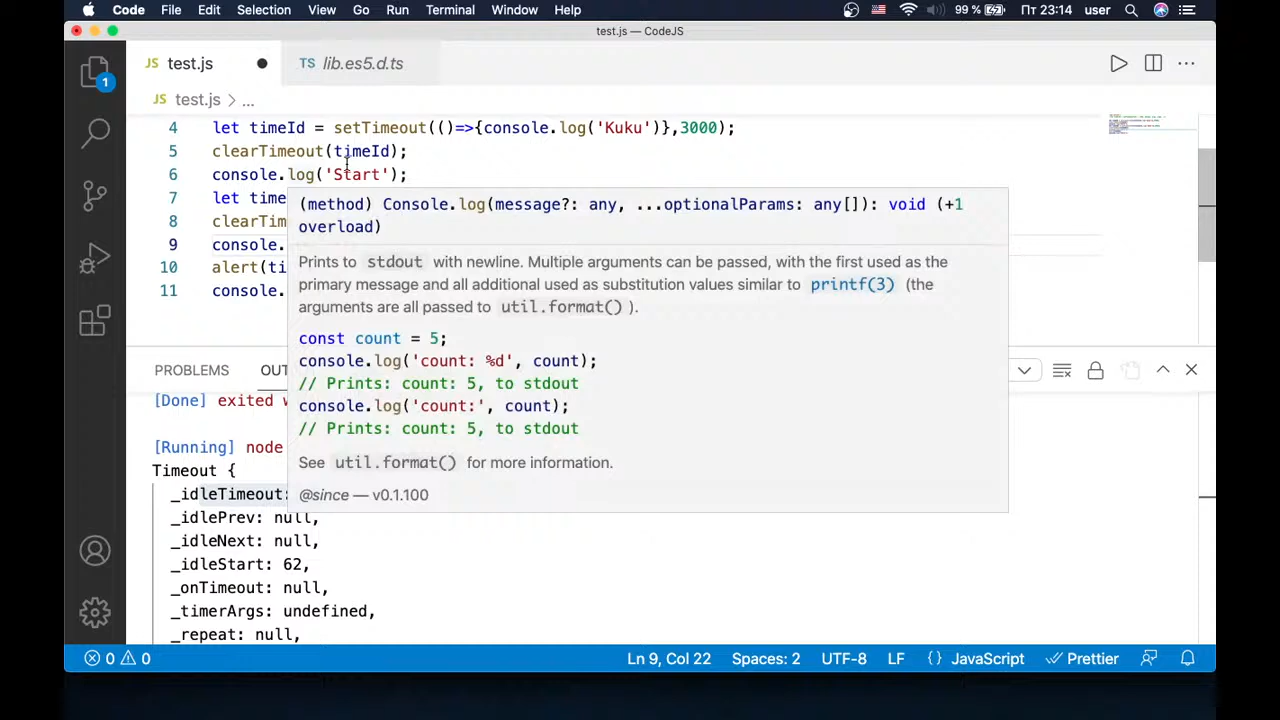 Code File Edit Selection View Go Run Terminal Window Help 99 % Пт 23:14 user
test.js — CodeJS
JS test.js ● TS lib.es5.d.ts
JS test.js > ...
1
4 let timeId = setTimeout(()=>{console.log('Kuku')},3000);
5 clearTimeout(timeId);
6 console.log('Start');
7 let time
8 clearTim
9 console.
10 alert(ti
11 console.
(method) Console.log(message?: any, ...optionalParams: any[]): void (+1
overload)
Prints to stdout with newline. Multiple arguments can be passed, with the first used as the
primary message and all additional used as substitution values similar to printf(3) (the
arguments are all passed to util.format() ).
const count = 5;
console.log('count: %d', count);
// Prints: count: 5, to stdout
console.log('count:', count);
// Prints: count: 5, to stdout
See util.format() for more information.
@since — v0.1.100
PROBLEMS OUT
[Done] exited w
[Running] node
Timeout {
_idleTimeout:
_idlePrev: null,
_idleNext: null,
_idleStart: 62,
_onTimeout: null,
_timerArgs: undefined,
_repeat: null,
0 0 Ln 9, Col 22 Spaces: 2 UTF-8 LF {} JavaScript Prettier